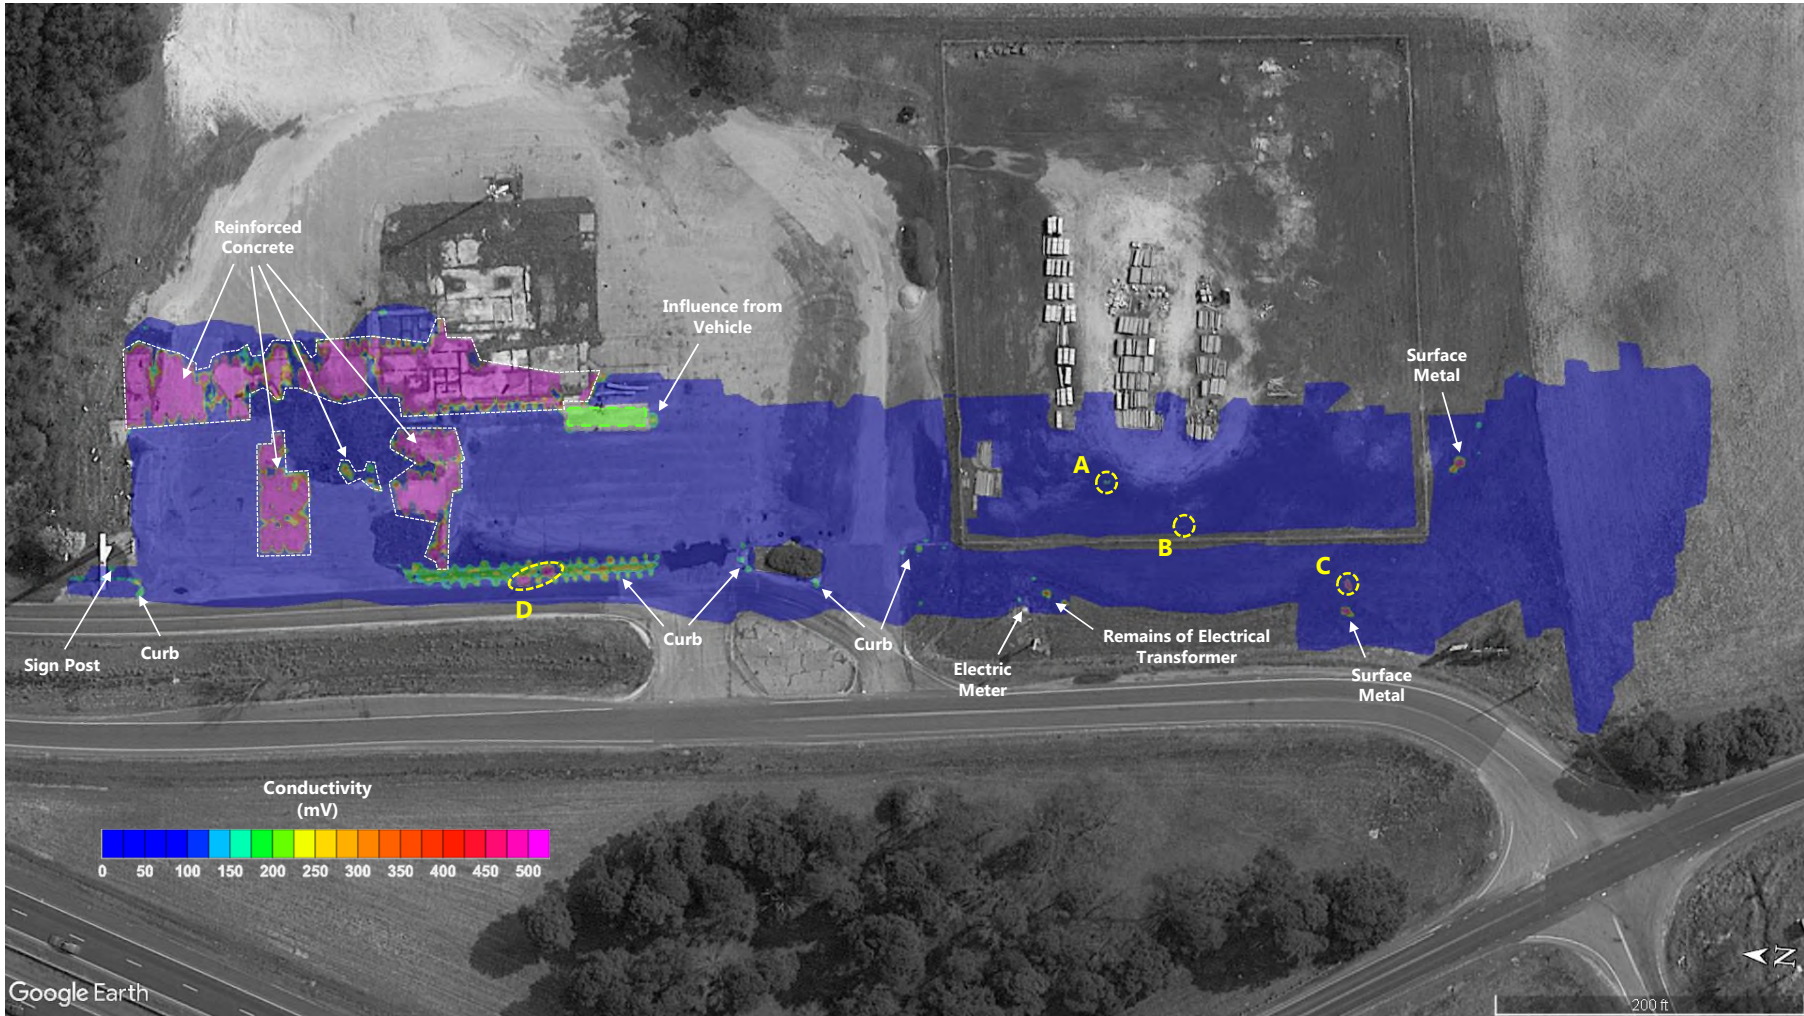 Reinforced
Concrete
Influence from
Vehicle
Surface
Metal
A
B
C
D
Sign Post
Curb
Curb
Curb
Electric
Meter
Remains of Electrical
Transformer
Surface
Metal
Conductivity
(mV)
0 50 100 150 200 250 300 350 400 450 500
N
Google Earth
200 ft